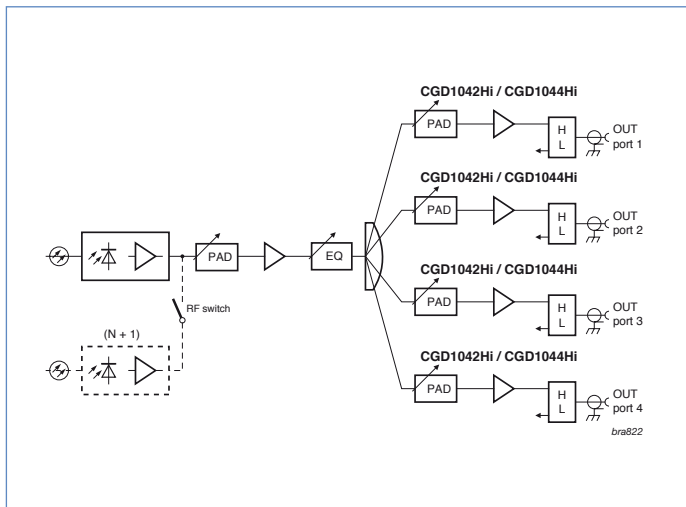 CGD1042Hi / CGD1044Hi
PAD
H
L
OUT
port 1
CGD1042Hi / CGD1044Hi
PAD
H
L
OUT
port 2
PAD
EQ
RF switch
(N + 1)
CGD1042Hi / CGD1044Hi
PAD
H
L
OUT
port 3
CGD1042Hi / CGD1044Hi
PAD
H
L
OUT
port 4
bra822